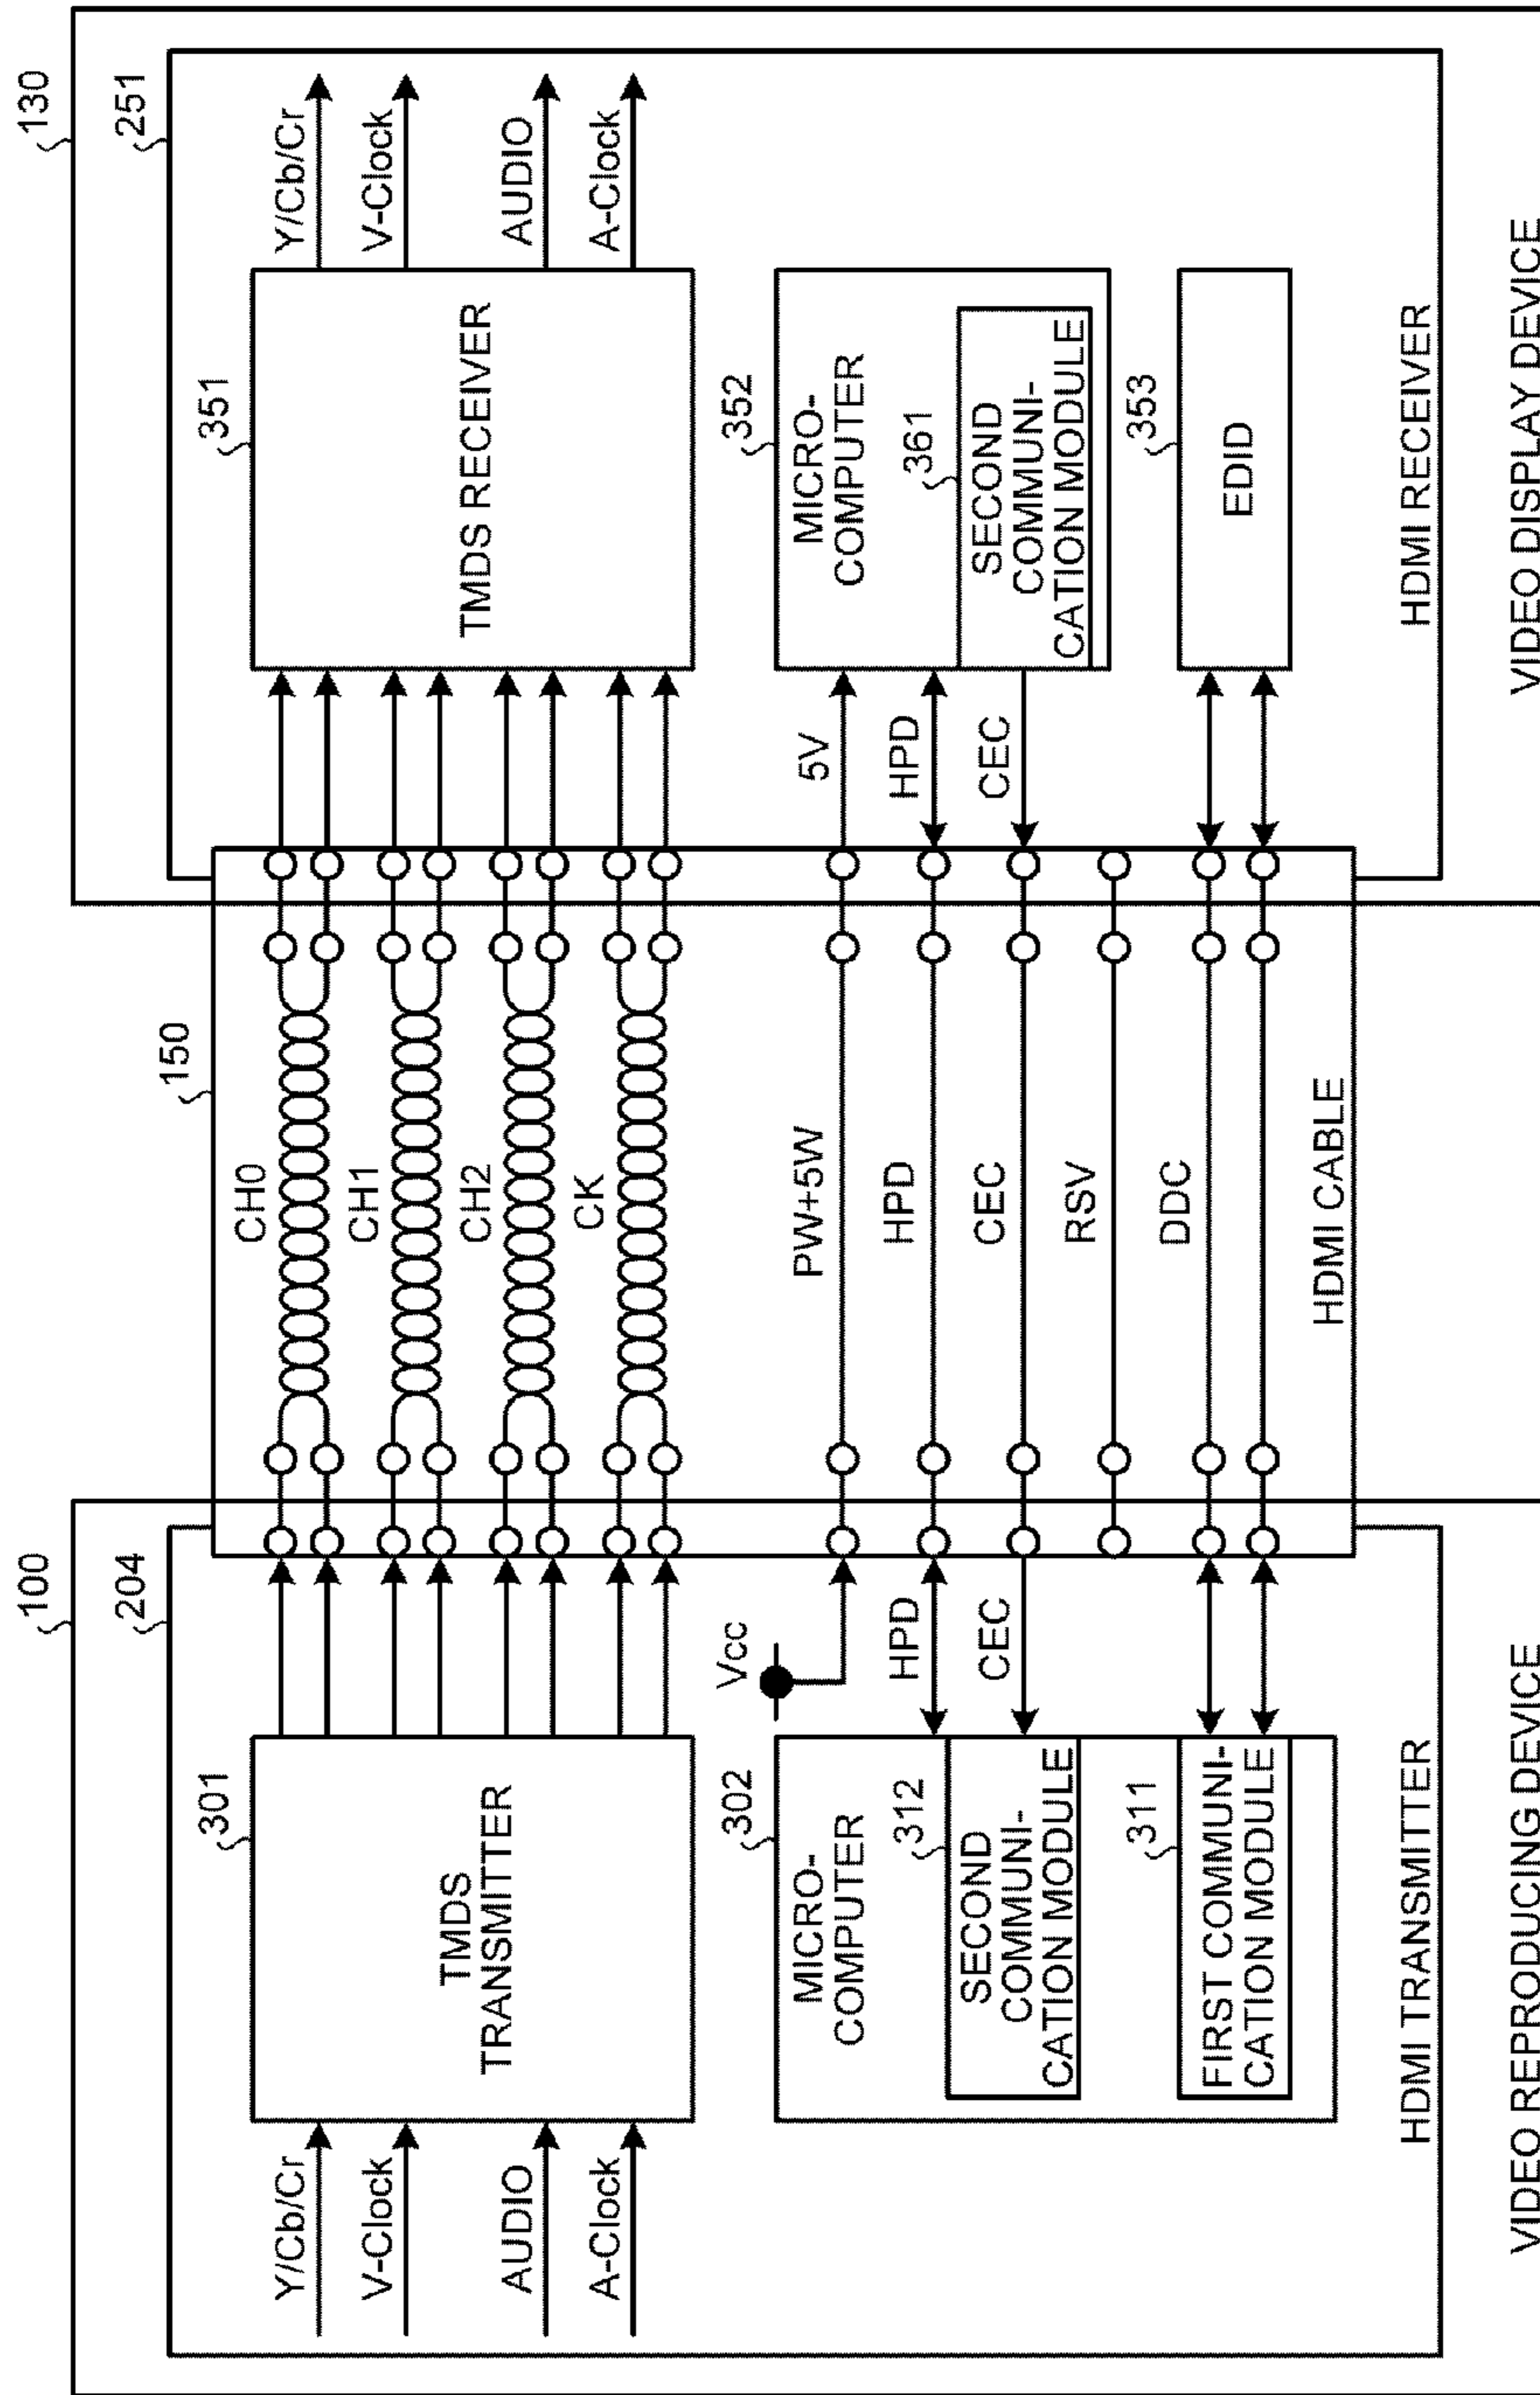 100
204
Y/Cb/Cr
V-Clock
AUDIO
A-Clock
301
TMDS
TRANSMITTER
Vcc
302
MICRO-
COMPUTER
HPD
CEC
312
SECOND
COMMUNI-
CATION MODULE
311
FIRST COMMUNI-
CATION MODULE
HDMI TRANSMITTER
VIDEO REPRODUCING DEVICE
150
CH0
CH1
CH2
CK
PW+5W
HPD
CEC
RSV
DDC
HDMI CABLE
130
251
351
TMDS RECEIVER
Y/Cb/Cr
V-Clock
AUDIO
A-Clock
5V
HPD
CEC
352
MICRO-
COMPUTER
361
SECOND
COMMUNI-
CATION MODULE
353
EDID
HDMI RECEIVER
VIDEO DISPLAY DEVICE